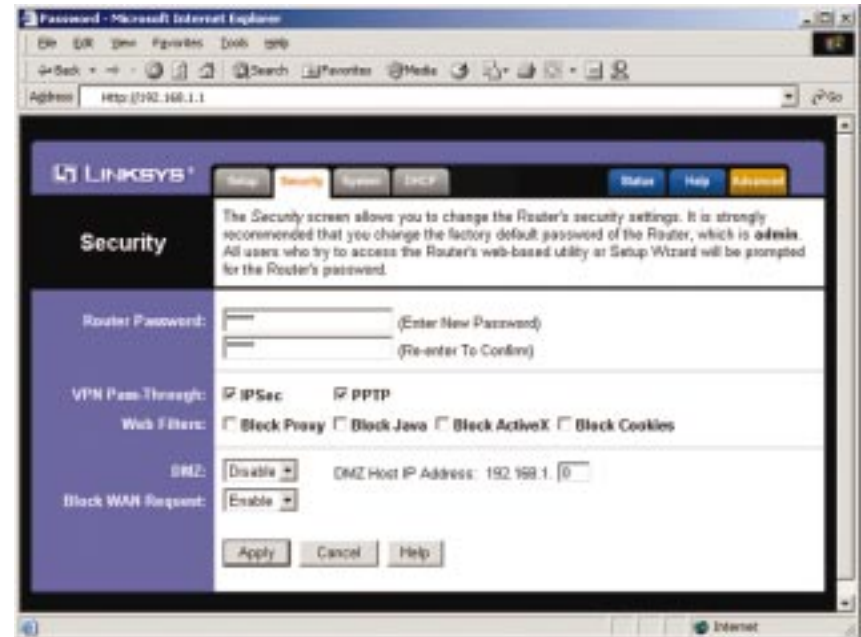 Password - Microsoft Internet Explorer
File Edit View Favorites Tools Help
Back Search Favorites Media
Address http://192.168.1.1 Go
LINKSYS®
Setup Security System DHCP Status Help Advanced
Security
The Security screen allows you to change the Router's security settings. It is strongly
recommended that you change the factory default password of the Router, which is admin.
All users who try to access the Router's web-based utility or Setup Wizard will be prompted
for the Router's password.
Router Password: (Enter New Password)
(Re-enter To Confirm)
VPN Pass-Through: IPSec PPTP
Web Filters: Block Proxy Block Java Block ActiveX Block Cookies
DMZ: Disable DMZ Host IP Address: 192.168.1. 0
Block WAN Request: Enable
Apply Cancel Help
Internet